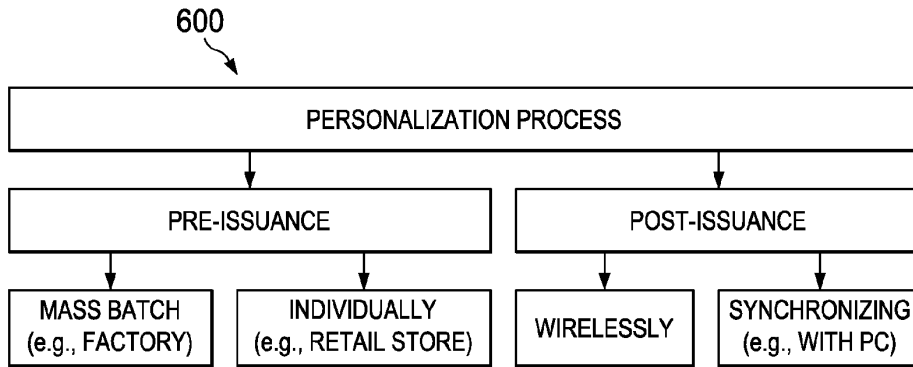 600
PERSONALIZATION PROCESS
PRE-ISSUANCE
POST-ISSUANCE
MASS BATCH
(e.g., FACTORY)
INDIVIDUALLY
(e.g., RETAIL STORE)
WIRELESSLY
SYNCHRONIZING
(e.g., WITH PC)